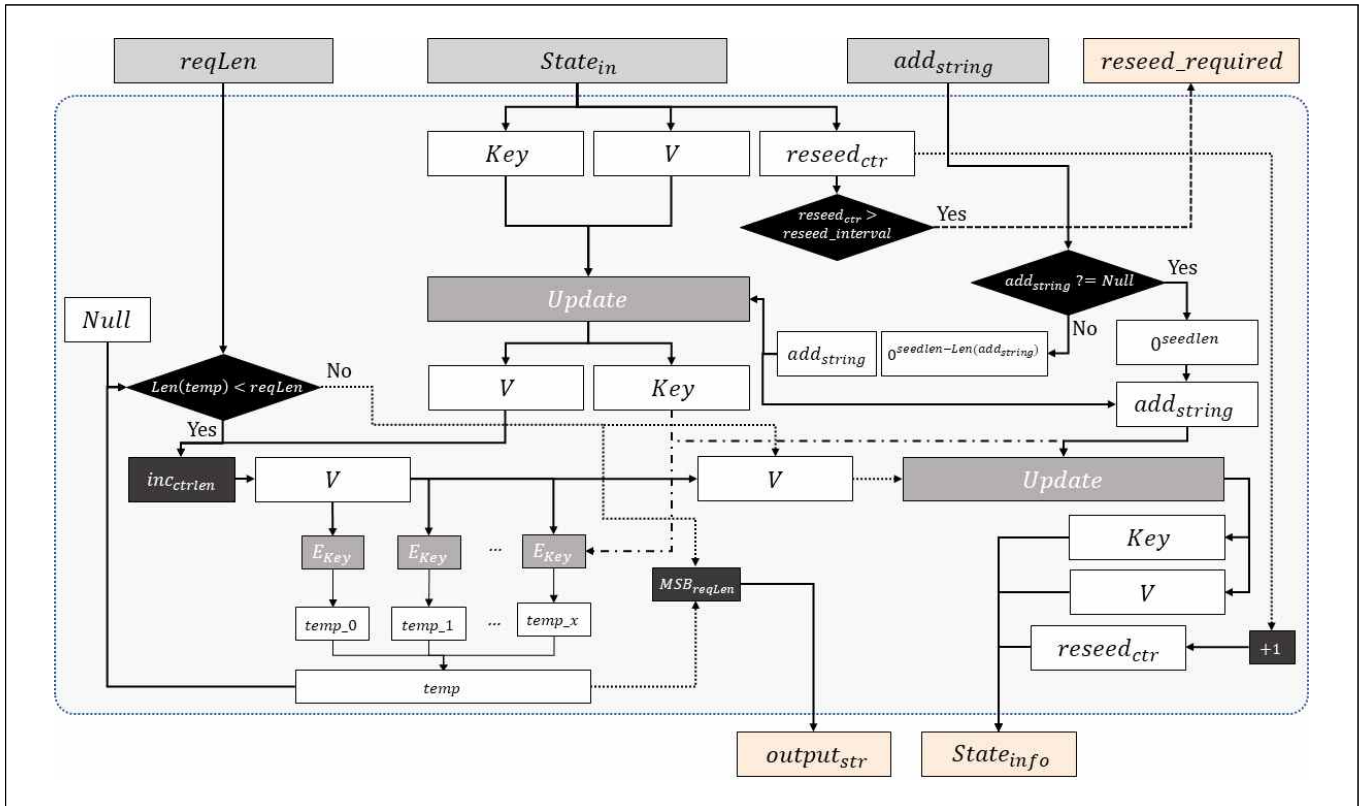 reqLen
State_in
add_string
reseed_required
Key
V
reseed_ctr
reseed_ctr >
reseed_interval
Yes
Update
add_string ?= Null
Yes
No
Null
add_string
0^seedlen-Len(add_string)
0^seedlen
Len(temp) < reqLen
No
V
Key
add_string
Yes
inc_ctrlen
V
V
Update
E_Key
E_Key
...
E_Key
Key
MSB_reqLen
V
temp_0
temp_1
...
temp_x
reseed_ctr
+1
temp
output_str
State_info